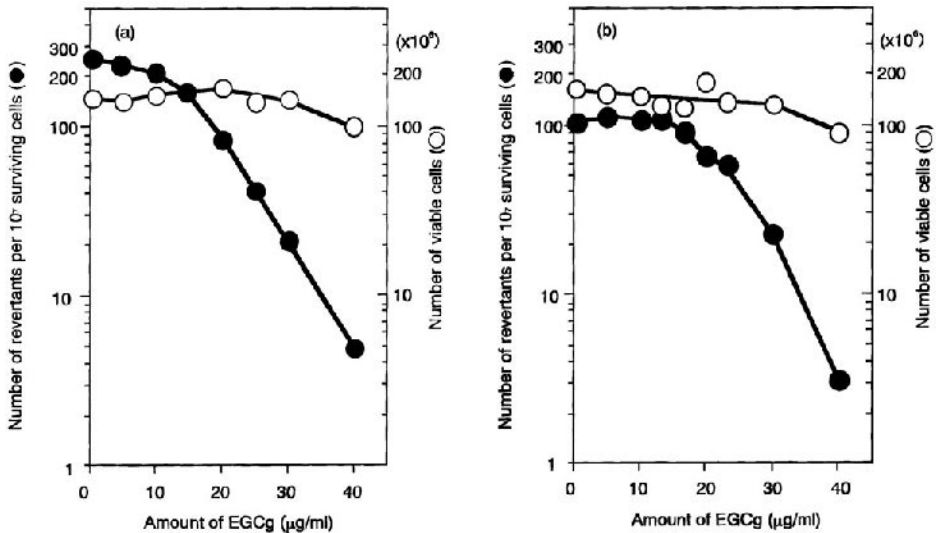 (a)
(x10⁶)
Number of revertants per 10⁷ surviving cells (●)
300
200
100
10
1
200
100
10
Number of viable cells (○)
0 10 20 30 40
Amount of EGCg (μg/ml)
(b)
(x10⁶)
Number of revertants per 10₇ surviving cells (●)
300
200
100
10
1
200
100
10
Number of viable cells (○)
0 10 20 30 40
Amount of EGCg (μg/ml)